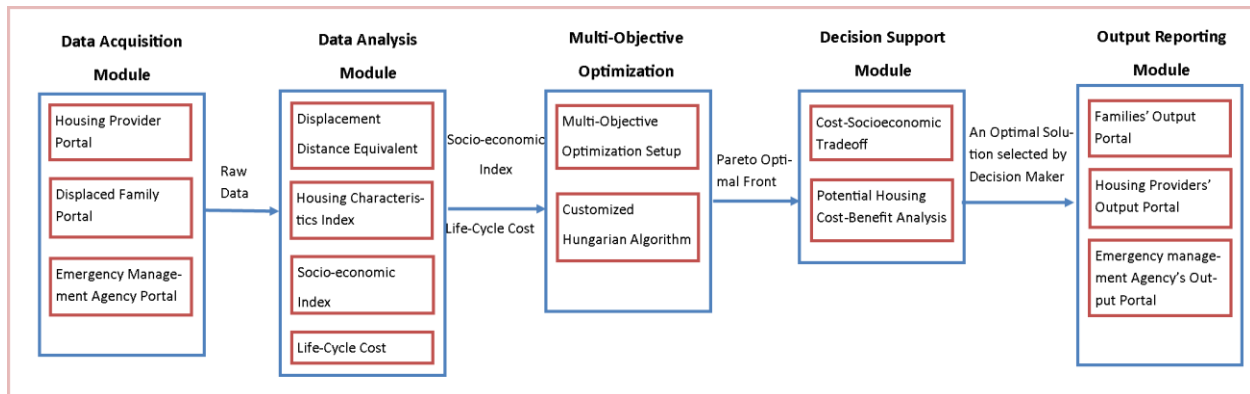 Data Acquisition
Module
Housing Provider
Portal
Displaced Family
Portal
Emergency Manage-
ment Agency Portal
Raw
Data
Data Analysis
Module
Displacement
Distance Equivalent
Housing Characteris-
tics Index
Socio-economic
Index
Life-Cycle Cost
Socio-economic
Index
Life-Cycle Cost
Multi-Objective
Optimization
Multi-Objective
Optimization Setup
Customized
Hungarian Algorithm
Pareto Opti-
mal Front
Decision Support
Module
Cost-Socioeconomic
Tradeoff
Potential Housing
Cost-Benefit Analysis
An Optimal Solu-
tion selected by
Decision Maker
Output Reporting
Module
Families' Output
Portal
Housing Providers'
Output Portal
Emergency manage-
ment Agency's Out-
put Portal